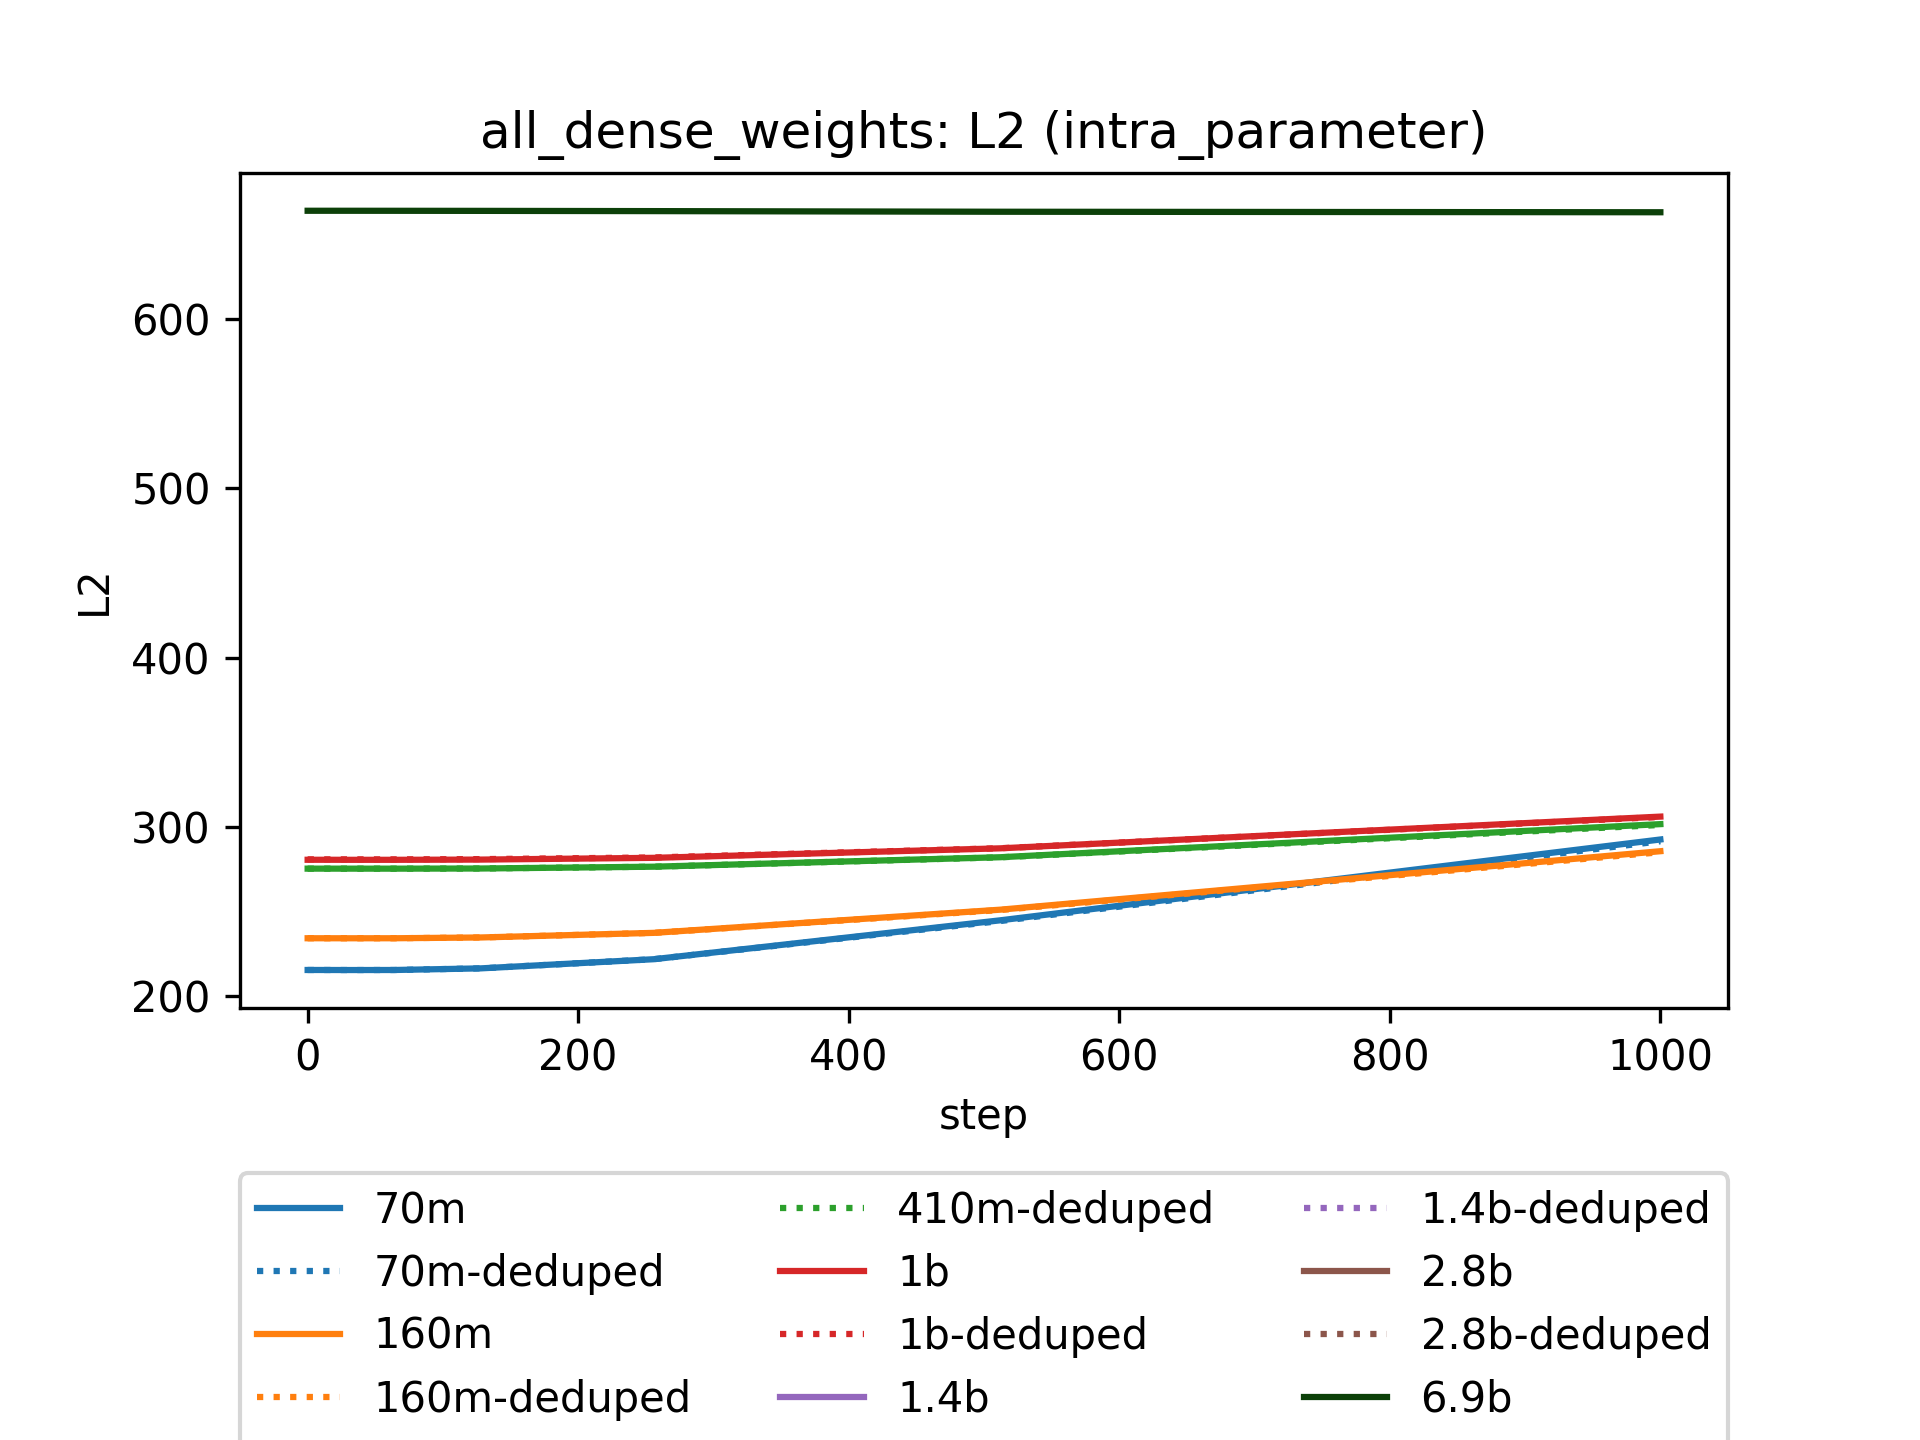 all_dense_weights: L2 (intra_parameter)
600
500
400
300
200
L2
0 200 400 600 800 1000
step
70m 410m-deduped 1.4b-deduped
70m-deduped 1b 2.8b
160m 1b-deduped 2.8b-deduped
160m-deduped 1.4b 6.9b